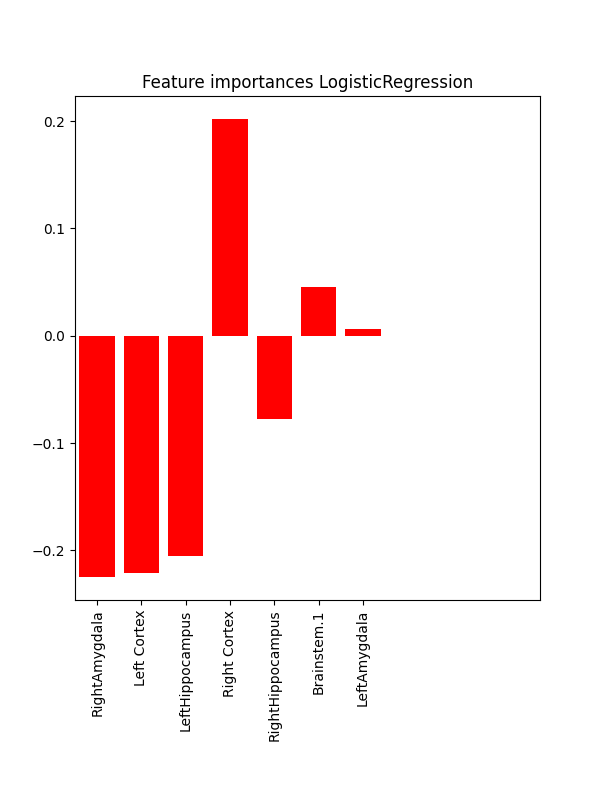 Feature importances LogisticRegression
0.2
0.1
0.0
−0.1
−0.2
RightAmygdala
Left Cortex
LeftHippocampus
Right Cortex
RightHippocampus
Brainstem.1
LeftAmygdala